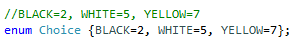 //BLACK=2, WHITE=5, YELLOW=7
enum Choice {BLACK=2, WHITE=5, YELLOW=7};